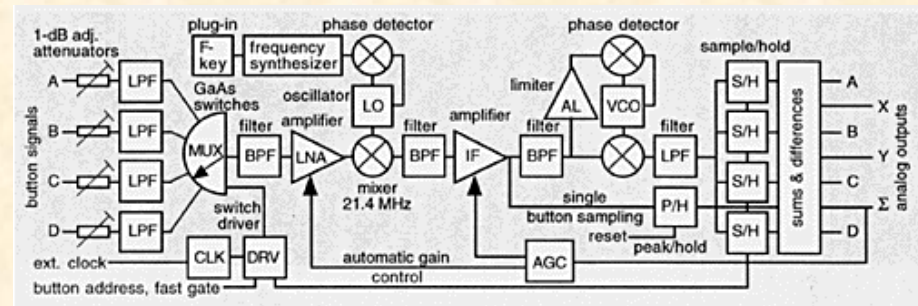 1-dB adj. attenuators
plug-in
phase detector
phase detector
F-key
frequency synthesizer
sample/hold
GaAs switches
oscillator
LO
limiter
AL
VCO
button signals
A
LPF
B
LPF
C
LPF
D
LPF
MUX
filter
BPF
amplifier
LNA
mixer
21.4 MHz
filter
BPF
amplifier
IF
filter
BPF
filter
LPF
S/H
S/H
S/H
S/H
sums & differences
A
X
B
Y
C
Σ
D
analog outputs
single
button sampling
P/H
reset
peak/hold
switch driver
ext. clock
CLK
DRV
automatic gain
control
AGC
button address, fast gate